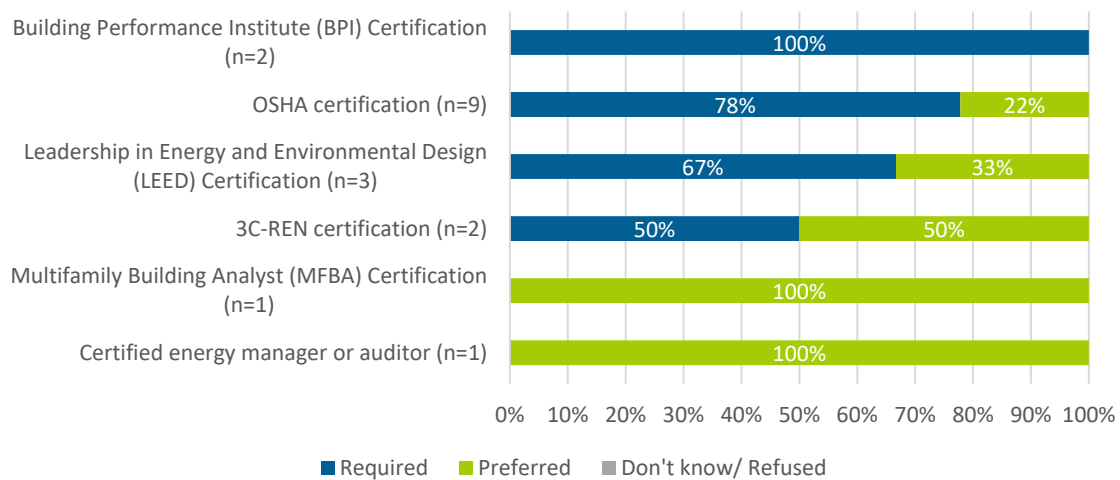 Building Performance Institute (BPI) Certification
(n=2)
100%
OSHA certification (n=9)
78%
22%
Leadership in Energy and Environmental Design
(LEED) Certification (n=3)
67%
33%
3C-REN certification (n=2)
50%
50%
Multifamily Building Analyst (MFBA) Certification
(n=1)
100%
Certified energy manager or auditor (n=1)
100%
0% 10% 20% 30% 40% 50% 60% 70% 80% 90% 100%
Required Preferred Don't know/ Refused